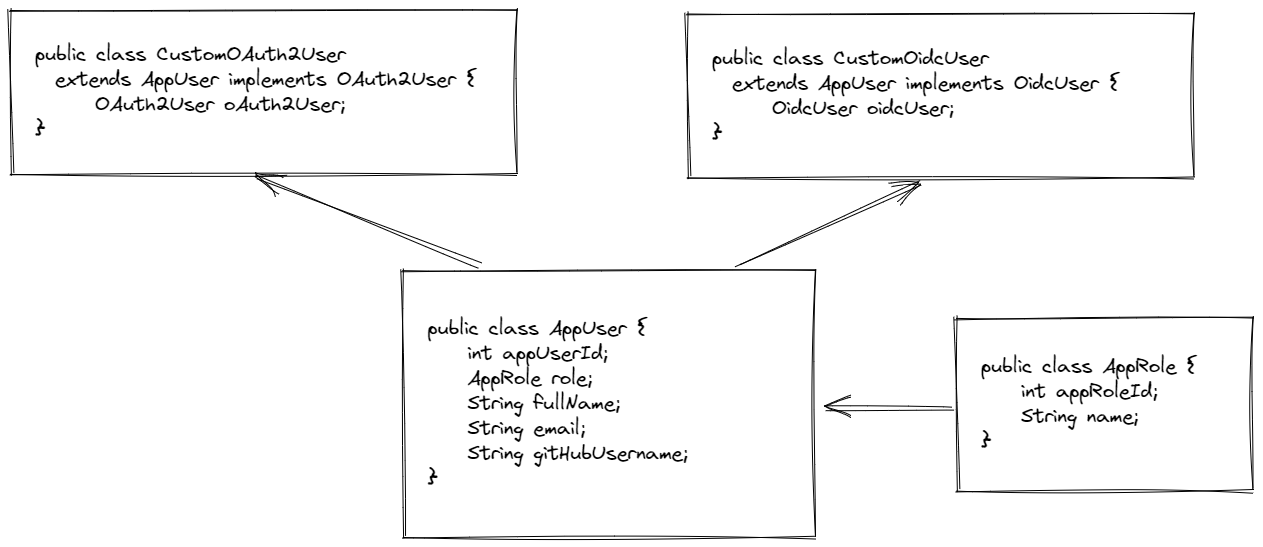 public class CustomOAuth2User
extends AppUser implements OAuth2User {
OAuth2User oAuth2User;
}
public class CustomOidcUser
extends AppUser implements OidcUser {
OidcUser oidcUser;
}
public class AppUser {
int appUserId;
AppRole role;
String fullName;
String email;
String gitHubUsername;
}
public class AppRole {
int appRoleId;
String name;
}